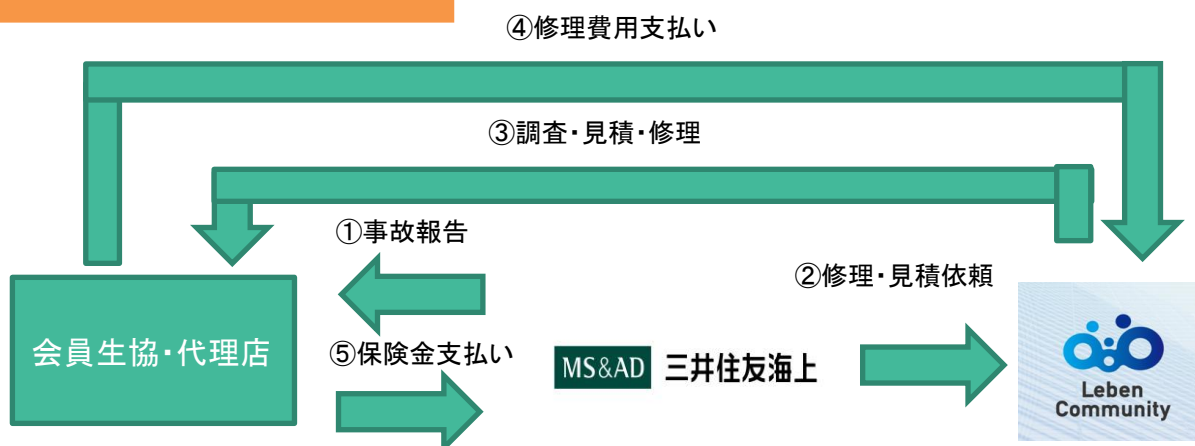 ④修理費用支払い
③調査・見積・修理
①事故報告
②修理・見積依頼
会員生協・代理店
⑤保険金支払い
MS&AD 三井住友海上
Leben
Community